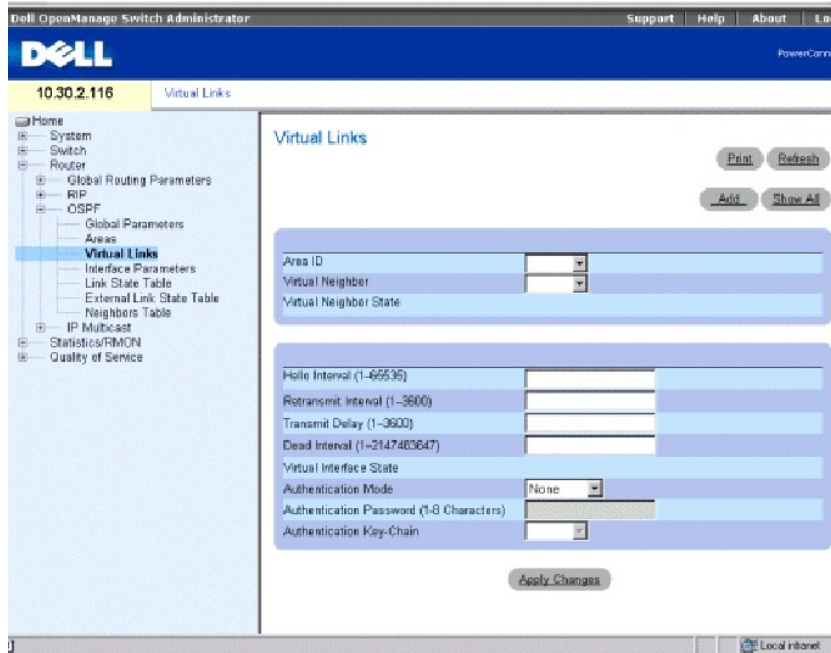 Dell OpenManage Switch Administrator
Support Help About Lo
DELL
PowerConn
10.30.2.116
Virtual Links
Home
System
Switch
Router
Global Routing Parameters
RIP
OSPF
Global Parameters
Areas
Virtual Links
Interface Parameters
Link State Table
External Link State Table
Neighbors Table
IP Multicast
Statistics/RMON
Quality of Service
Virtual Links
Print Refresh
Add Show All
Area ID
Virtual Neighbor
Virtual Neighbor State
Hello Interval (1–65535)
Retransmit Interval (1–3600)
Transmit Delay (1–3600)
Dead Interval (1–2147483647)
Virtual Interface State
Authentication Mode None
Authentication Password (1-8 Characters)
Authentication Key-Chain
Apply Changes
Local intranet